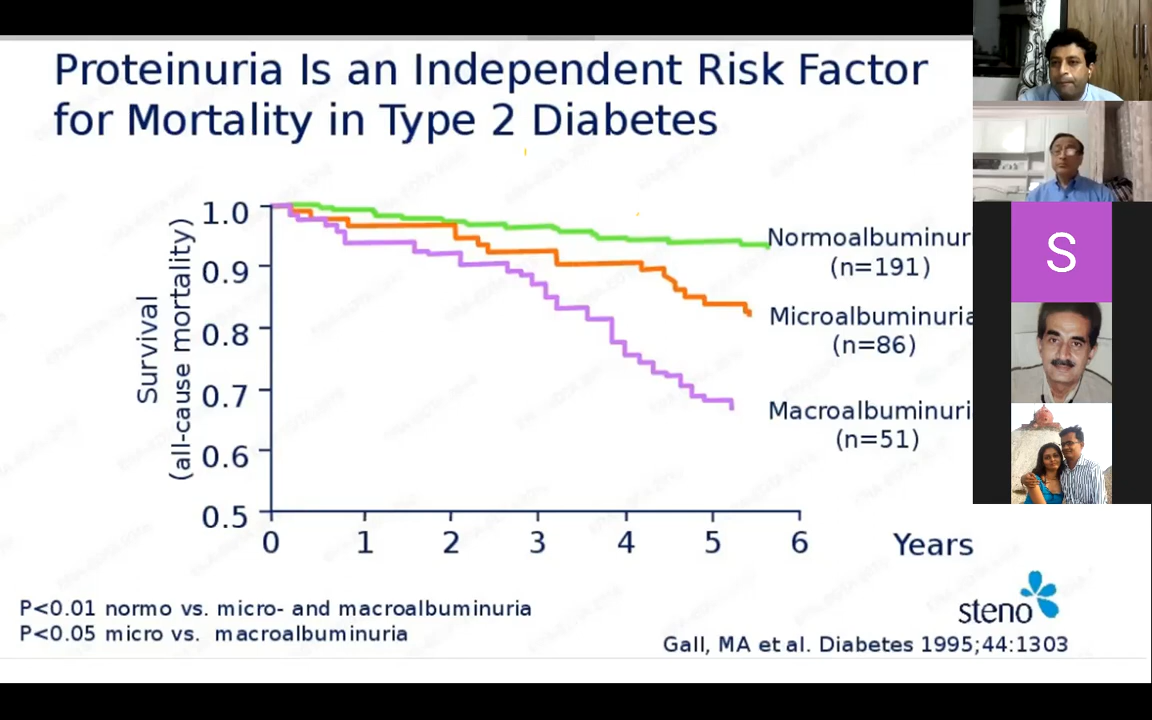 Proteinuria Is an Independent Risk Factor
for Mortality in Type 2 Diabetes
Survival
(all-cause mortality)
1.0
0.9
0.8
0.7
0.6
0.5
0
1
2
3
4
5
6
Years
Normoalbuminur
(n=191)
Microalbuminuria
(n=86)
Macroalbuminuri
(n=51)
S
P<0.01 normo vs. micro- and macroalbuminuria
P<0.05 micro vs. macroalbuminuria
steno
Gall, MA et al. Diabetes 1995;44:1303